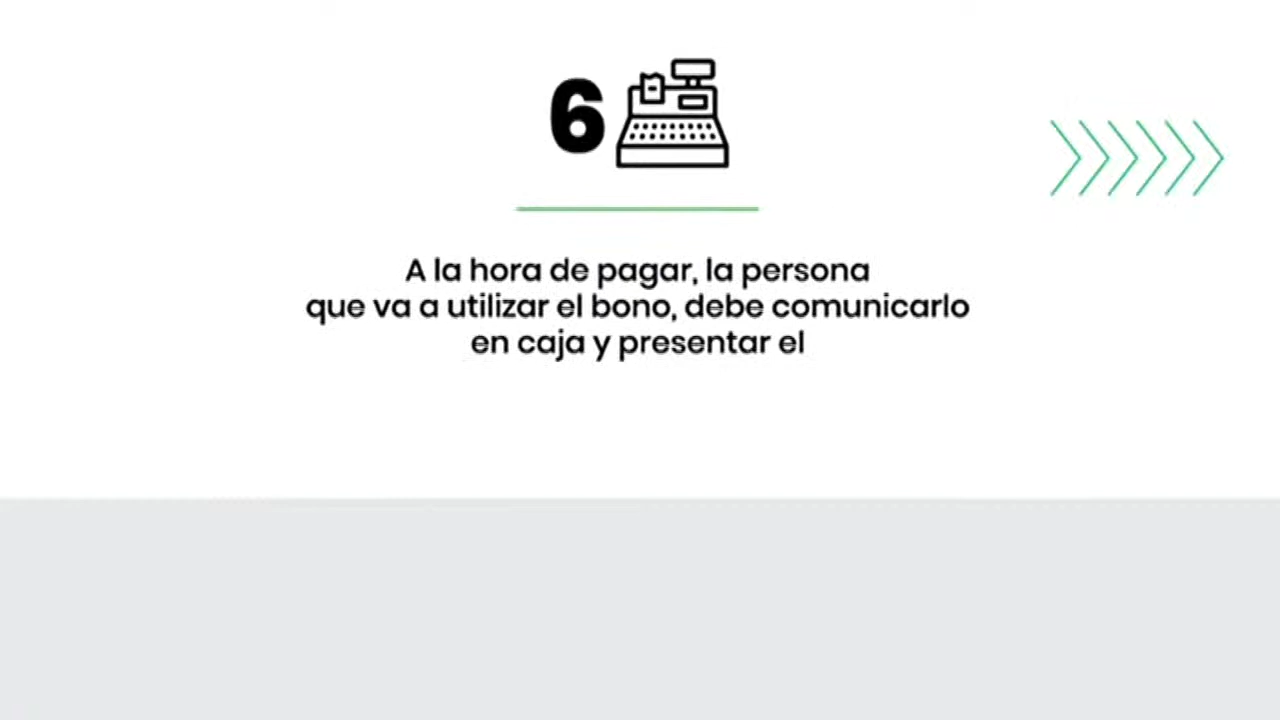 6
A la hora de pagar, la persona
que va a utilizar el bono, debe comunicarlo
en caja y presentar el